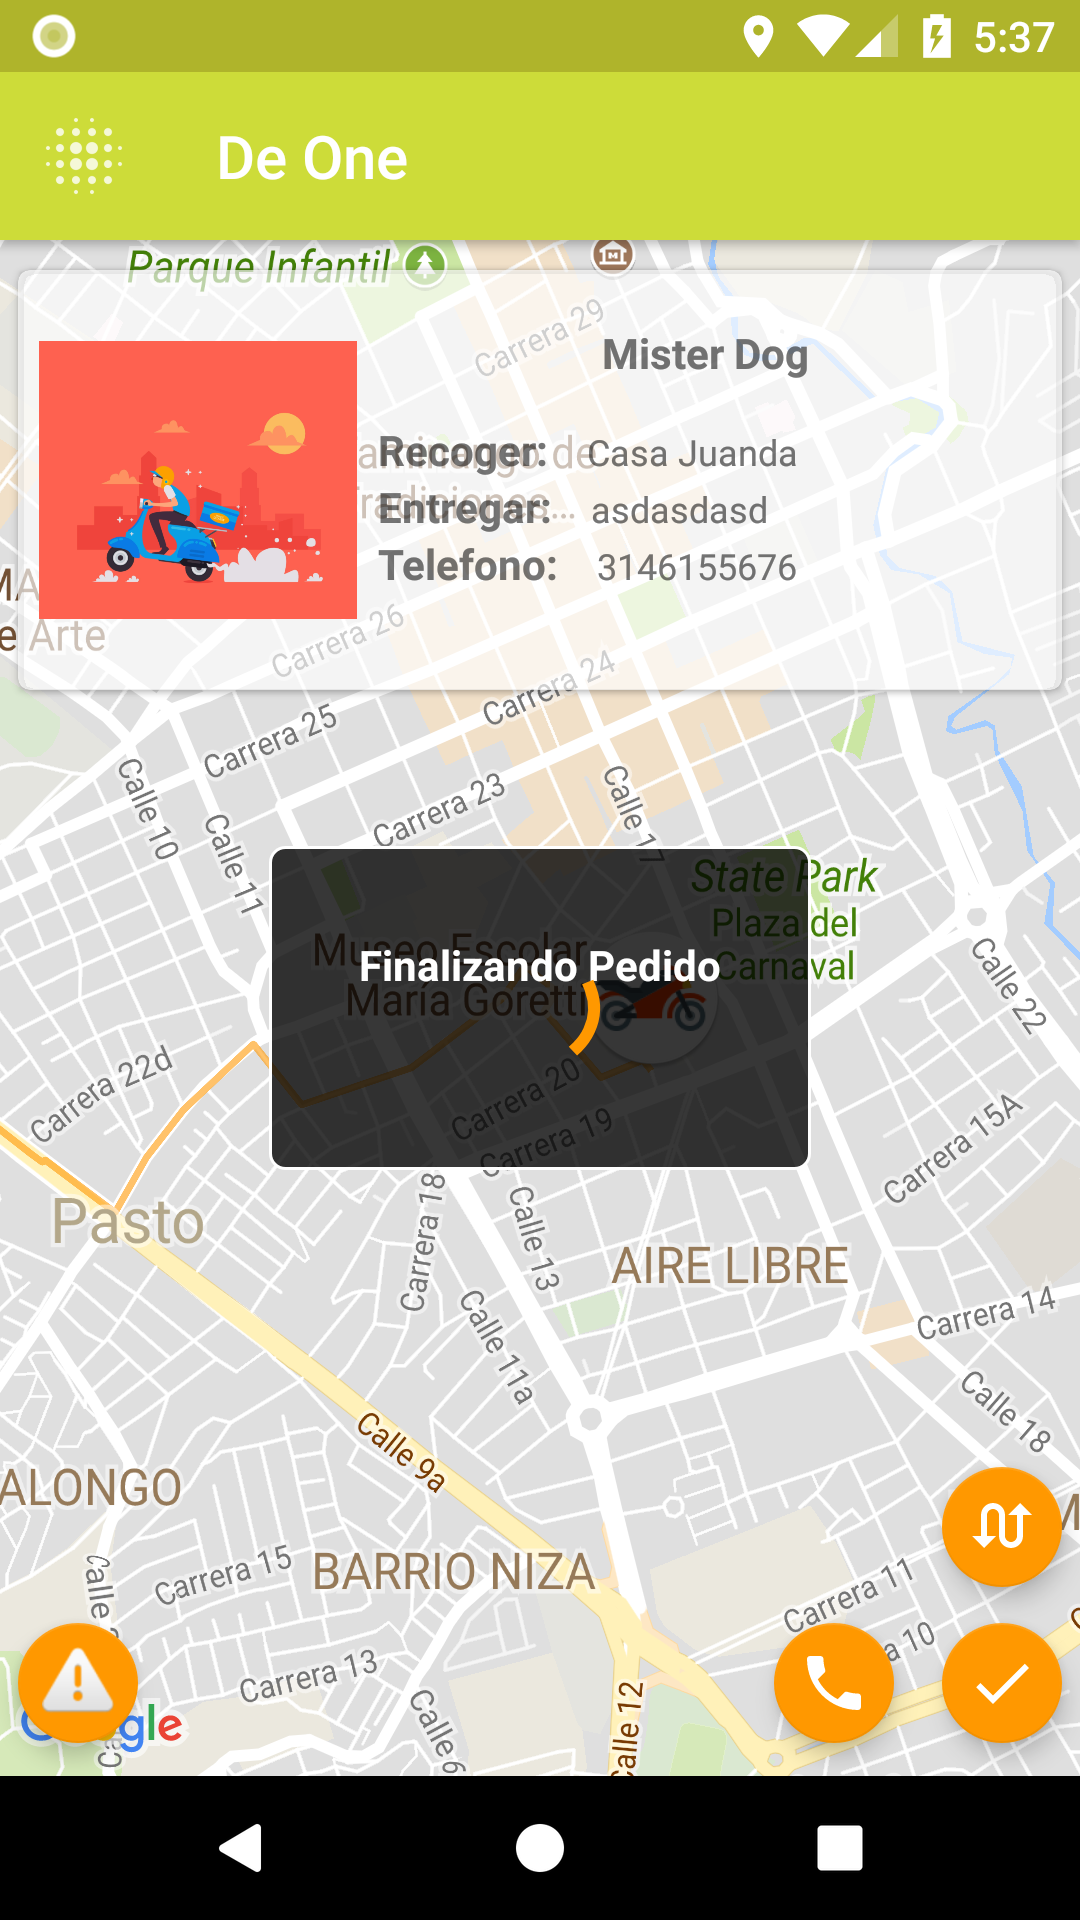 5:37
De One
Parque Infantil
Carrera 29
Mister Dog
Recoger: Casa Juanda
Entregar: asdasdasd
Telefono: 3146155676
e Arte
Carrera 26
Carrera 24
Carrera 25
Calle 10
Carrera 23
Calle 17
Calle 11
State Park
Plaza del
Carnaval
Museo Escolar
María Goretti
Finalizando Pedido
Calle 22
Carrera 22d
Carrera 20
Carrera 19
Carrera 15A
Pasto
Carrera 18
Calle 13
AIRE LIBRE
Calle 11a
Carrera 14
Calle 18
Calle 9a
ALONGO
Carrera 15
BARRIO NIZA
Carrera 11
Carrera 13
Calle 12
Calle 6